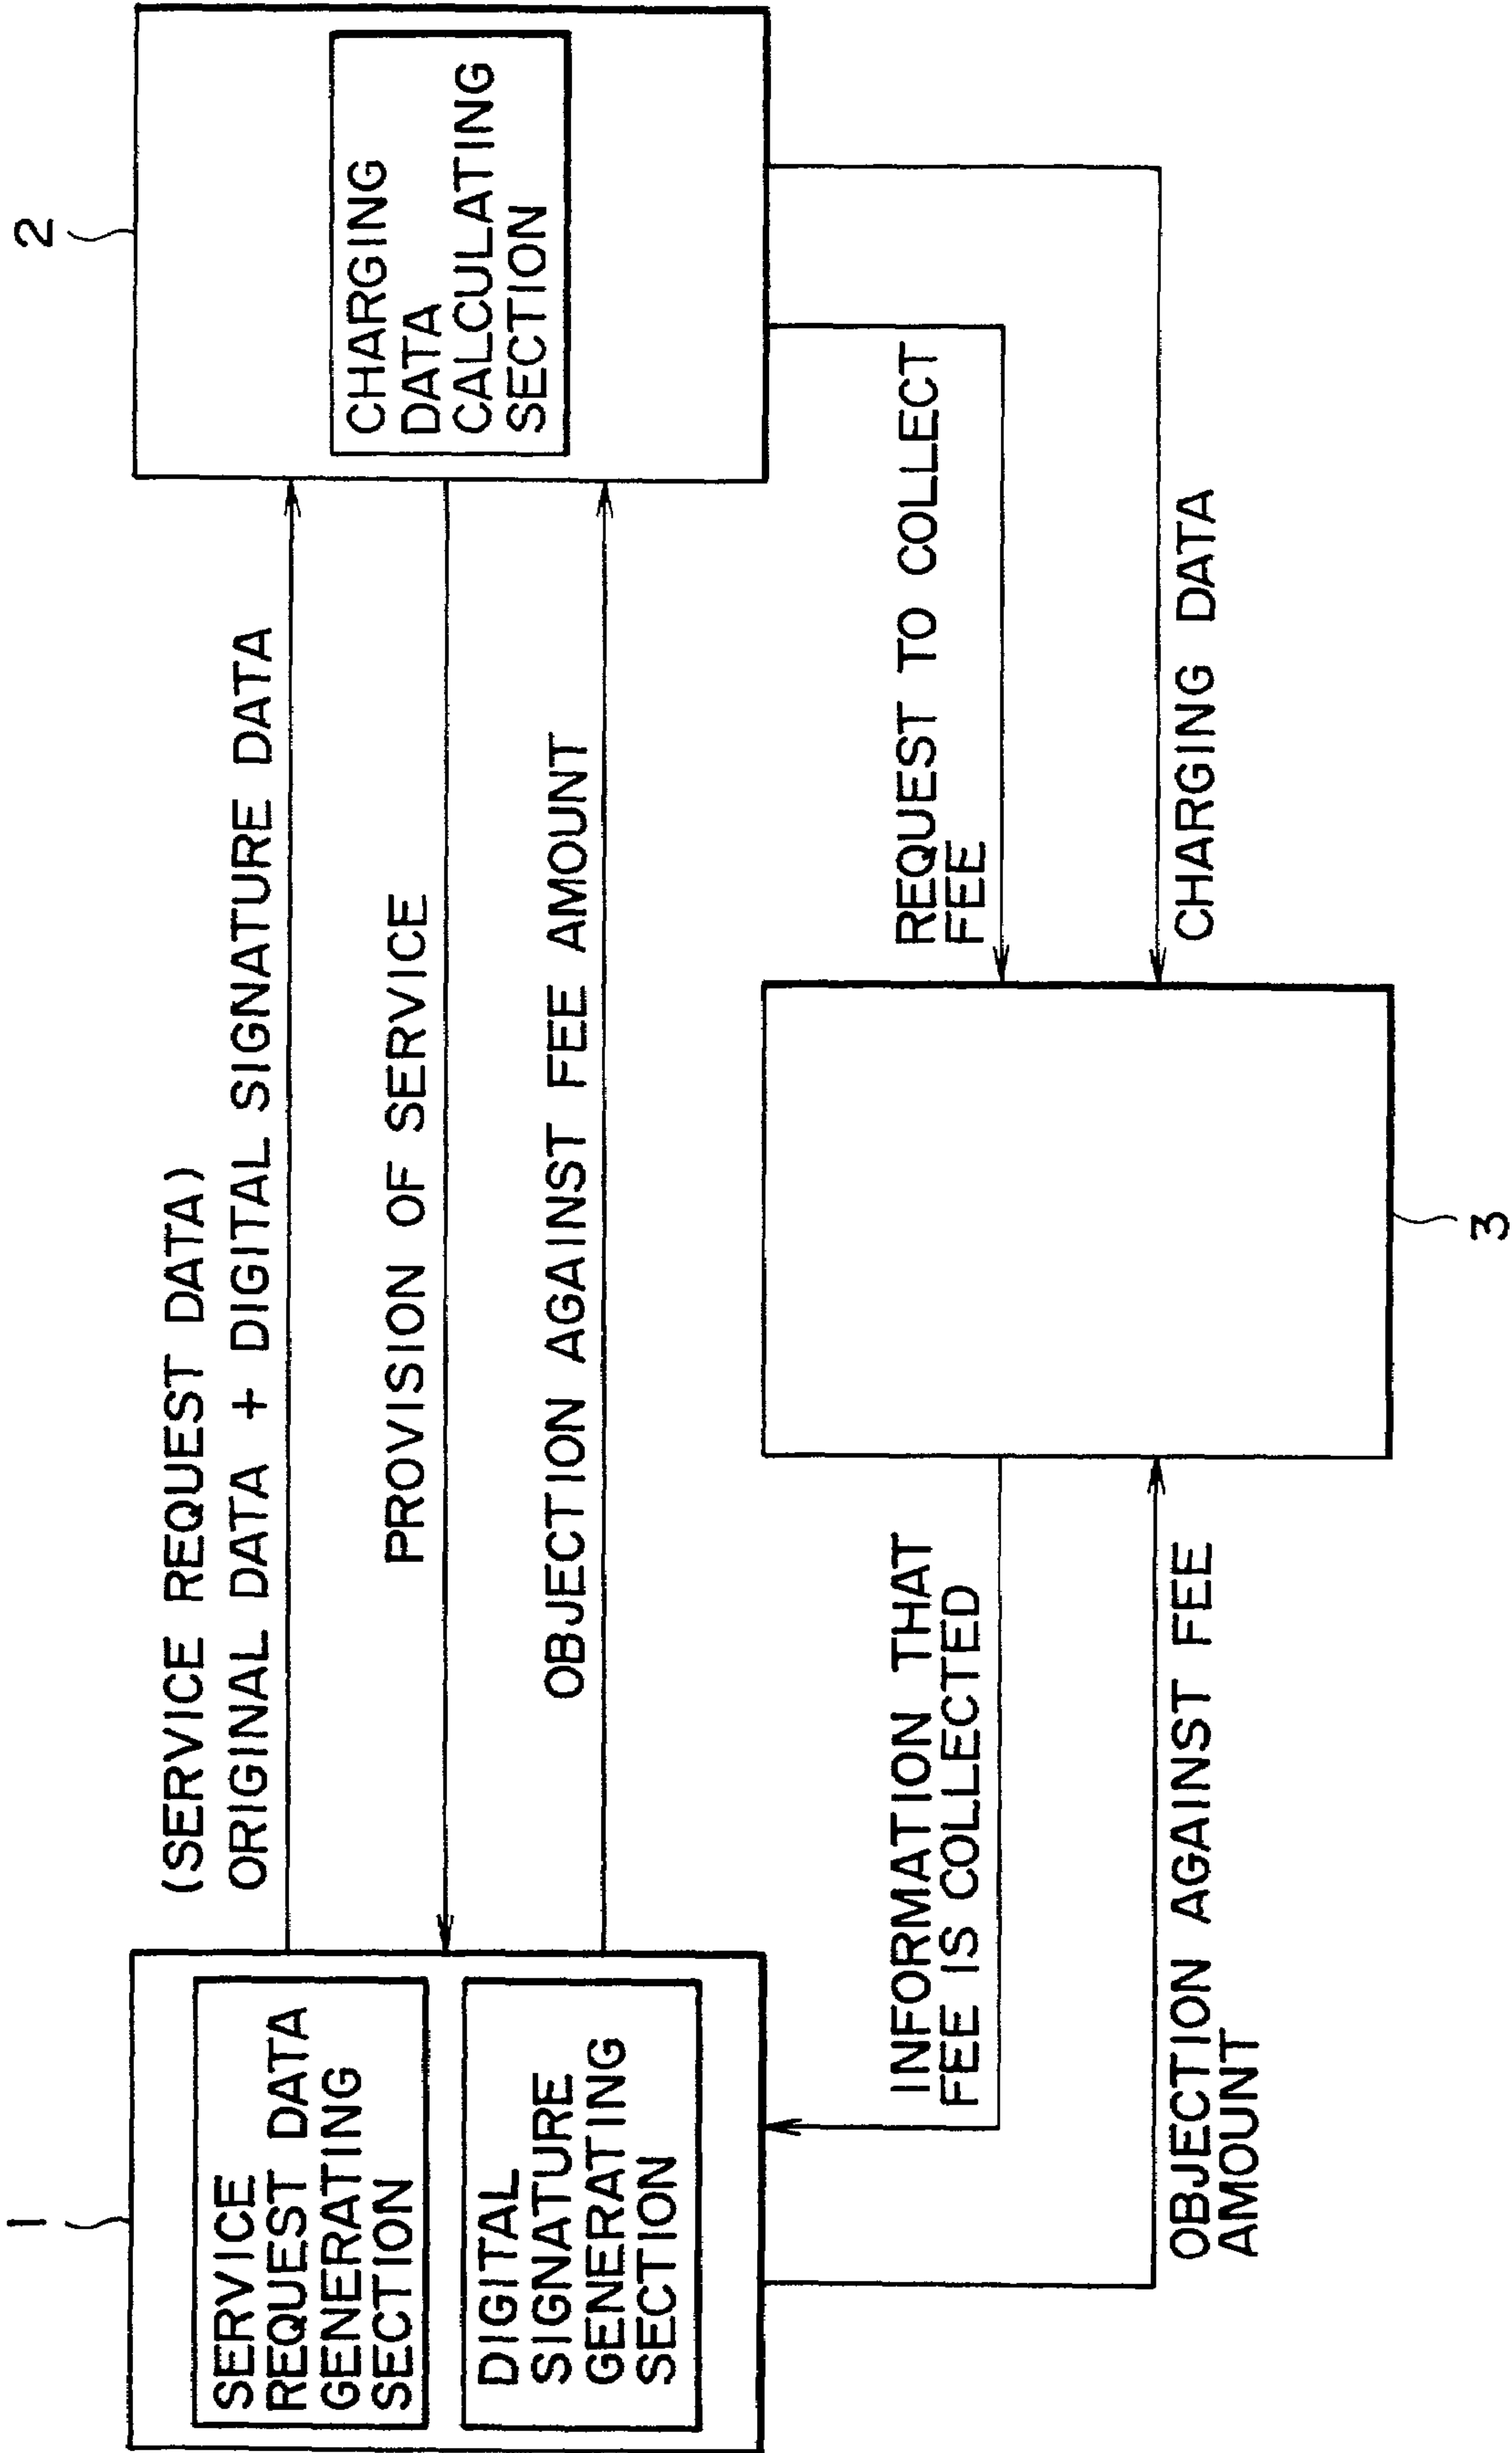 1
SERVICE
REQUEST DATA
GENERATING
SECTION
DIGITAL
SIGNATURE
GENERATING
SECTION
(SERVICE REQUEST DATA)
ORIGINAL DATA + DIGITAL SIGNATURE DATA
PROVISION OF SERVICE
OBJECTION AGAINST FEE AMOUNT
2
CHARGING
DATA
CALCULATING
SECTION
INFORMATION THAT
FEE IS COLLECTED
OBJECTION AGAINST FEE
AMOUNT
3
REQUEST TO COLLECT
FEE
CHARGING DATA